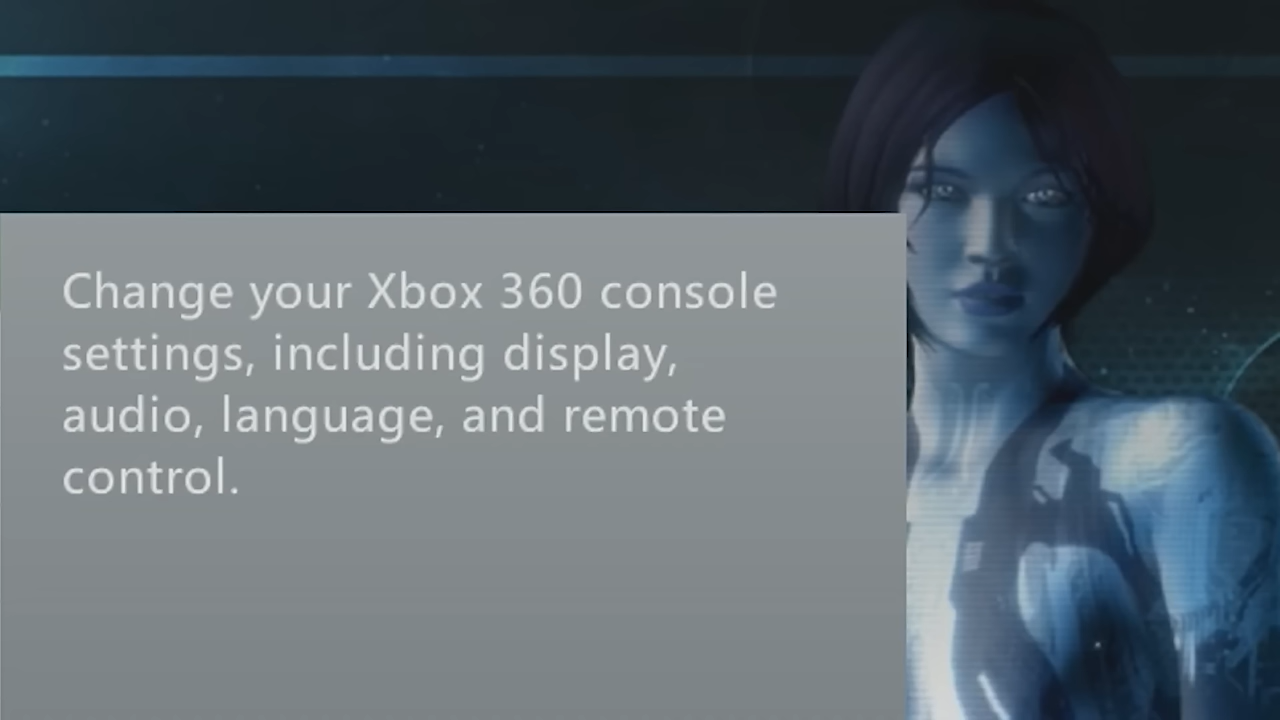 Change your Xbox 360 console
settings, including display,
audio, language, and remote
control.